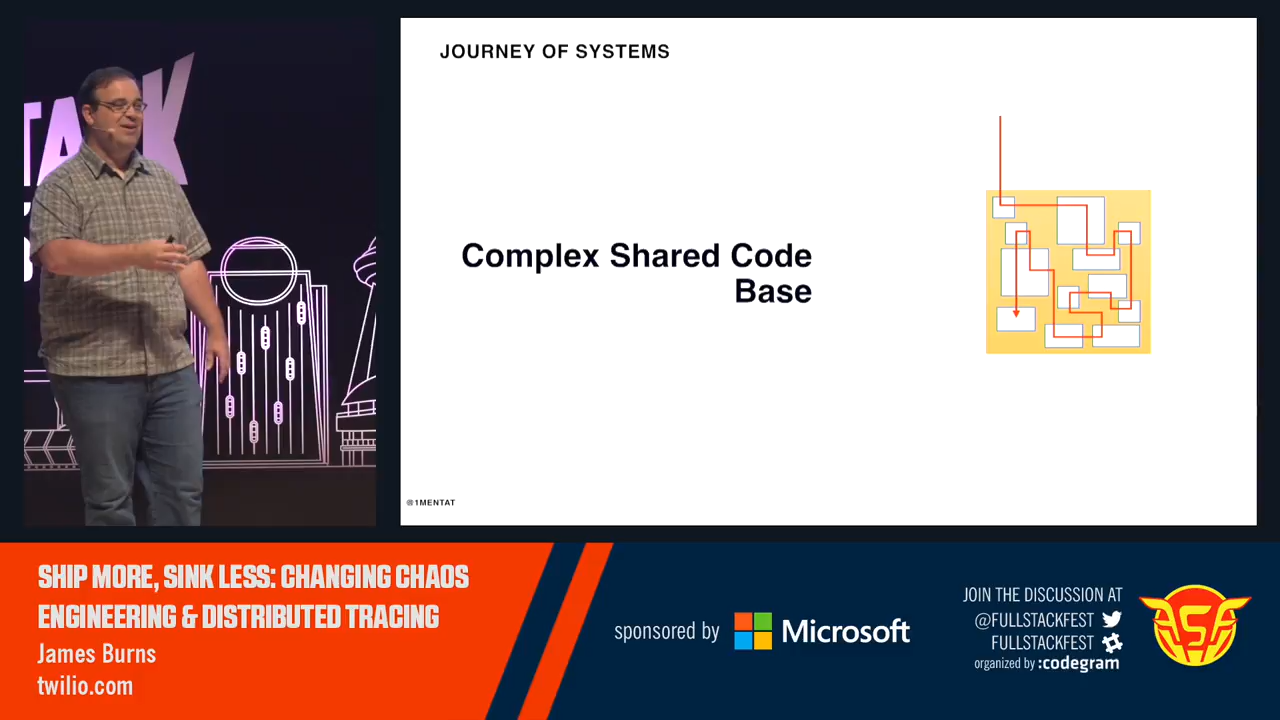 JOURNEY OF SYSTEMS
Complex Shared Code
Base
@1MENTAT
SHIP MORE, SINK LESS: CHANGING CHAOS
ENGINEERING & DISTRIBUTED TRACING
James Burns
twilio.com
sponsored by
Microsoft
JOIN THE DISCUSSION AT
@FULLSTACKFEST
FULLSTACKFEST
organized by :codegram